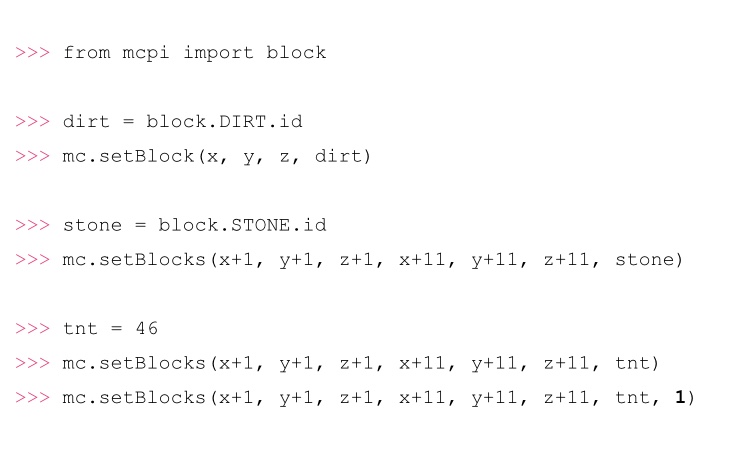 >>> from mcpi import block
>>> dirt = block.DIRT.id
>>> mc.setBlock(x, y, z, dirt)
>>> stone = block.STONE.id
>>> mc.setBlocks(x+1, y+1, z+1, x+11, y+11, z+11, stone)
>>> tnt = 46
>>> mc.setBlocks(x+1, y+1, z+1, x+11, y+11, z+11, tnt)
>>> mc.setBlocks(x+1, y+1, z+1, x+11, y+11, z+11, tnt, 1)